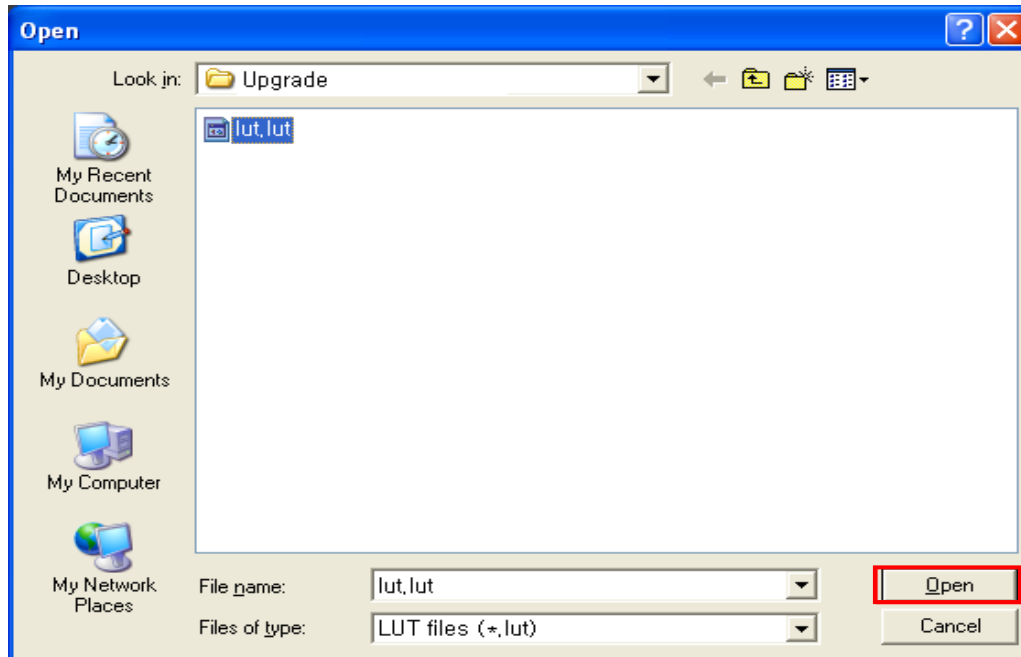 Open
Look in:
Upgrade
lut.lut
My Recent
Documents
Desktop
My Documents
My Computer
My Network
Places
File name:
lut.lut
Open
Files of type:
LUT files (*.lut)
Cancel